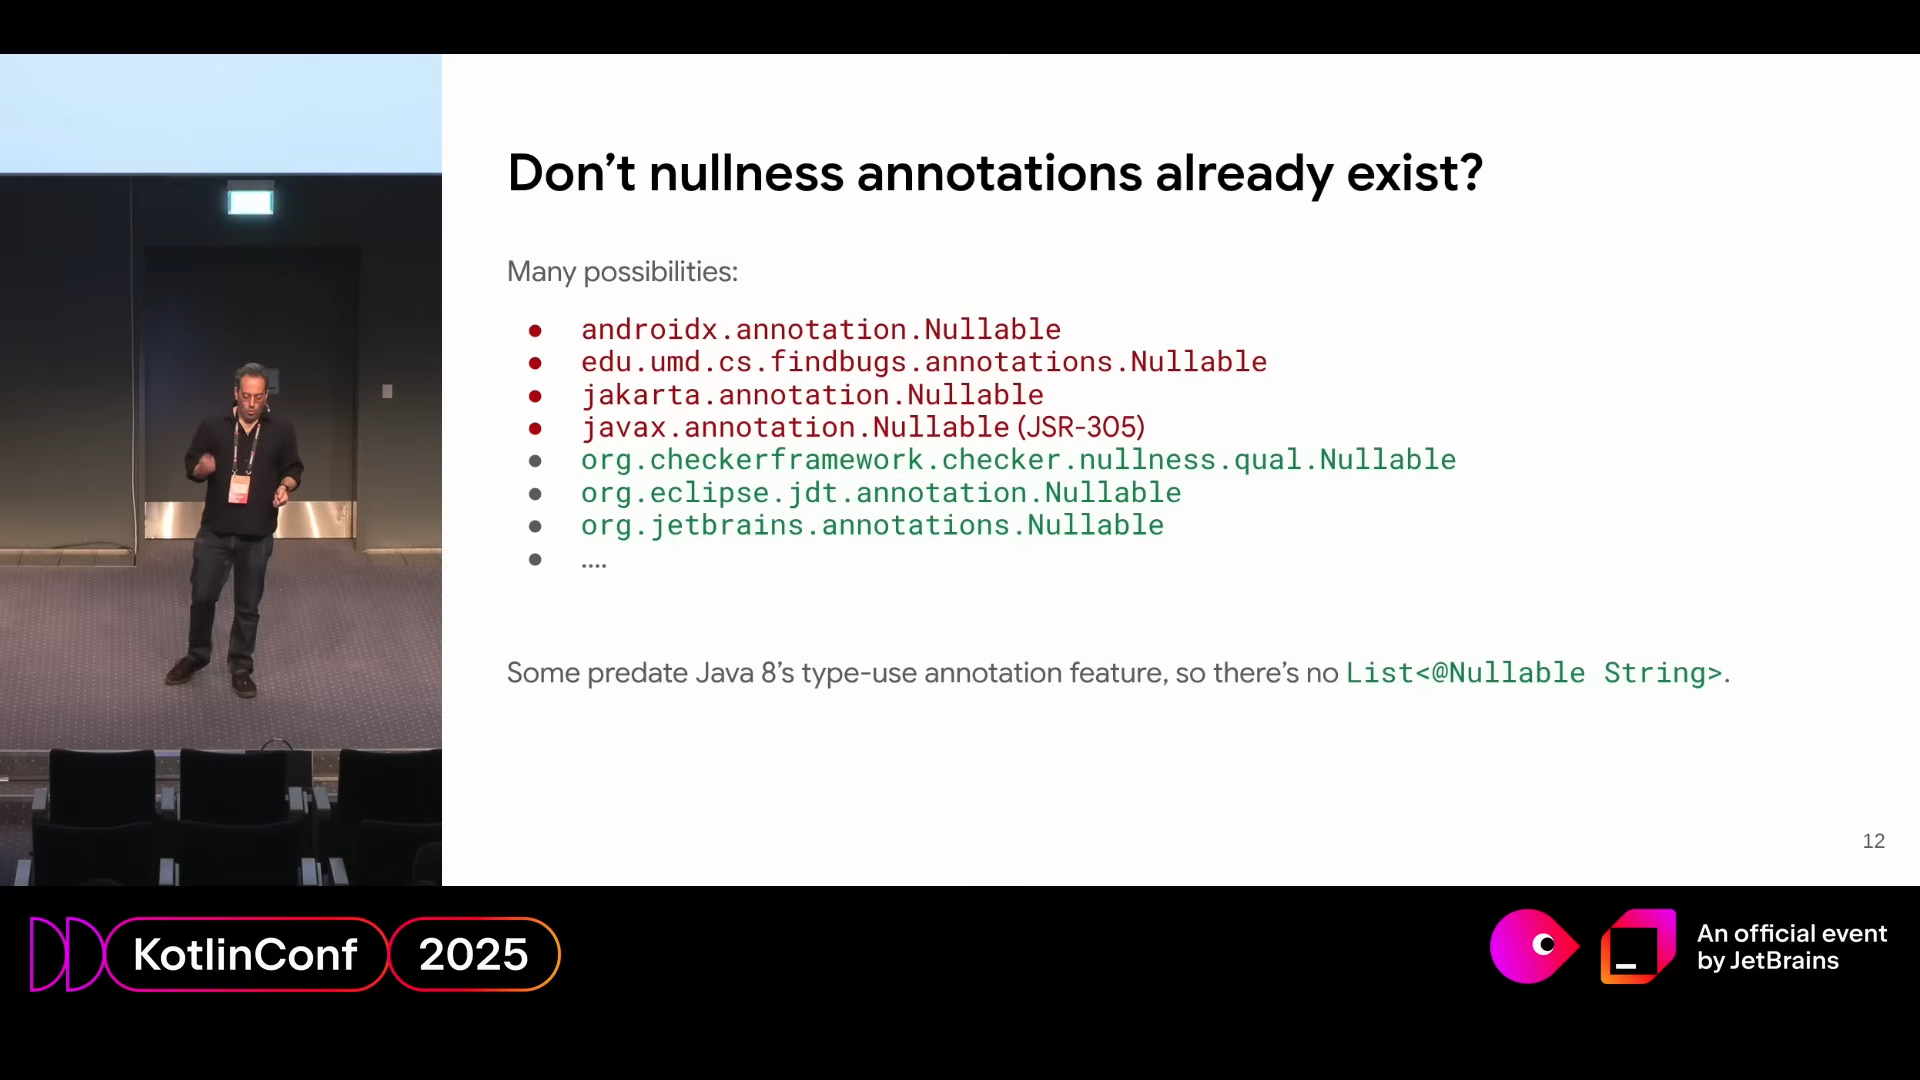 Don’t nullness annotations already exist?
Many possibilities:
● androidx.annotation.Nullable
● edu.umd.cs.findbugs.annotations.Nullable
● jakarta.annotation.Nullable
● javax.annotation.Nullable (JSR-305)
● org.checkerframework.checker.nullness.qual.Nullable
● org.eclipse.jdt.annotation.Nullable
● org.jetbrains.annotations.Nullable
● ....
Some predate Java 8’s type-use annotation feature, so there’s no List<@Nullable String>.
12
KotlinConf 2025
An official event
by JetBrains